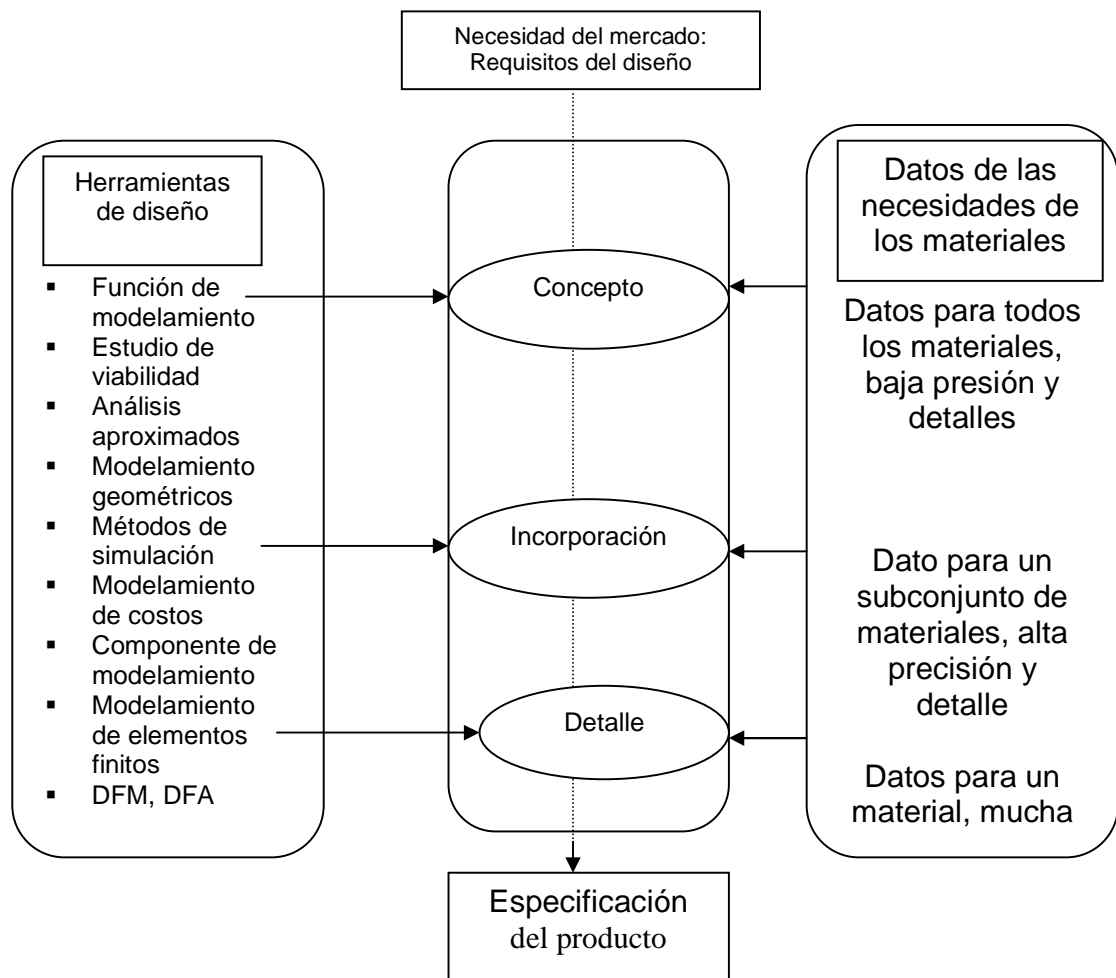 Necesidad del mercado:
Requisitos del diseño
Herramientas
de diseño
▪ Función de
modelamiento
▪ Estudio de
viabilidad
▪ Análisis
aproximados
▪ Modelamiento
geométricos
▪ Métodos de
simulación
▪ Modelamiento
de costos
▪ Componente de
modelamiento
▪ Modelamiento
de elementos
finitos
▪ DFM, DFA
Concepto
Incorporación
Detalle
Datos de las
necesidades de
los materiales
Datos para todos
los materiales,
baja presión y
detalles
Dato para un
subconjunto de
materiales, alta
precisión y
detalle
Datos para un
material, mucha
Especificación
del producto